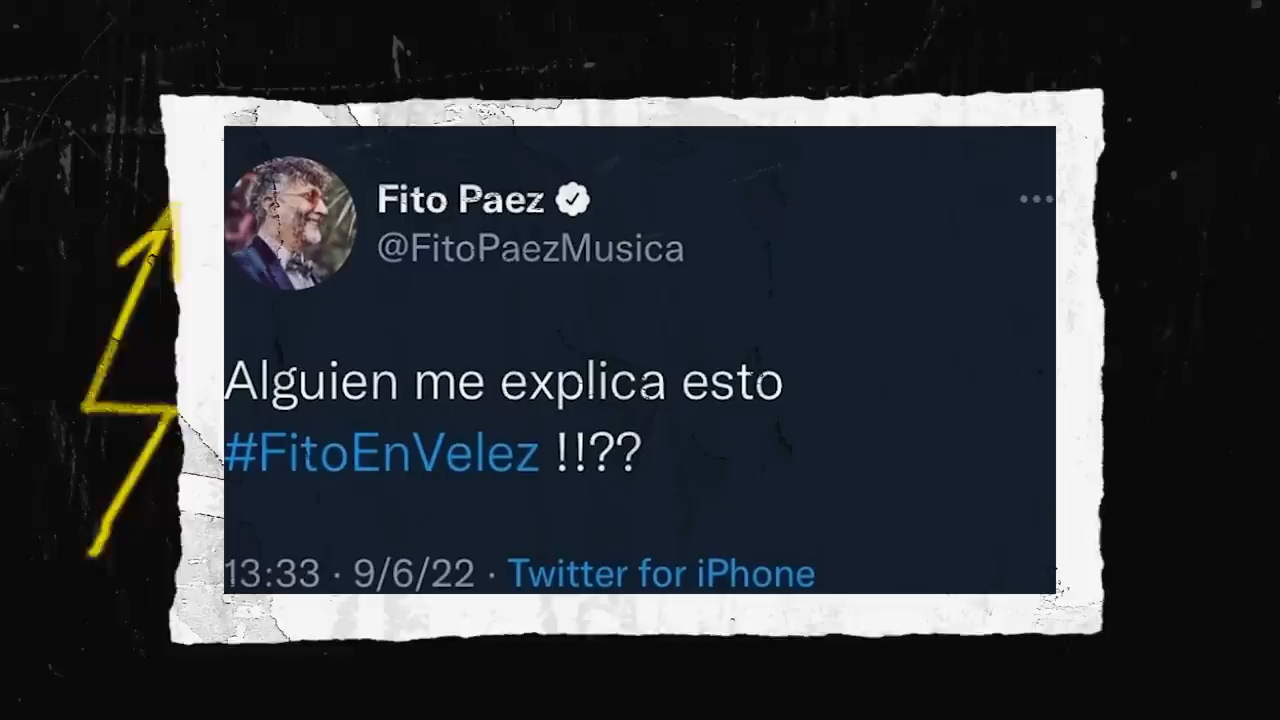 Fito Paez
@FitoPaezMusica
Alguien me explica esto
#FitoEnVelez !!??
13:33 · 9/6/22 · Twitter for iPhone